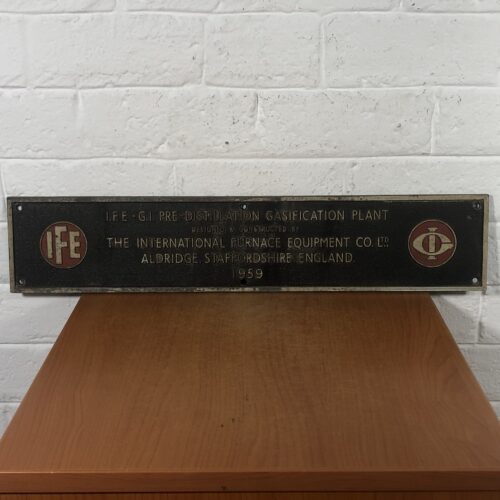 I.F.E - G.I. PRE-DISTILLATION GASIFICATION PLANT
DESIGNED & CONSTRUCTED BY
THE INTERNATIONAL FURNACE EQUIPMENT CO. LTD
ALDRIDGE, STAFFORDSHIRE, ENGLAND.
1959
IFE